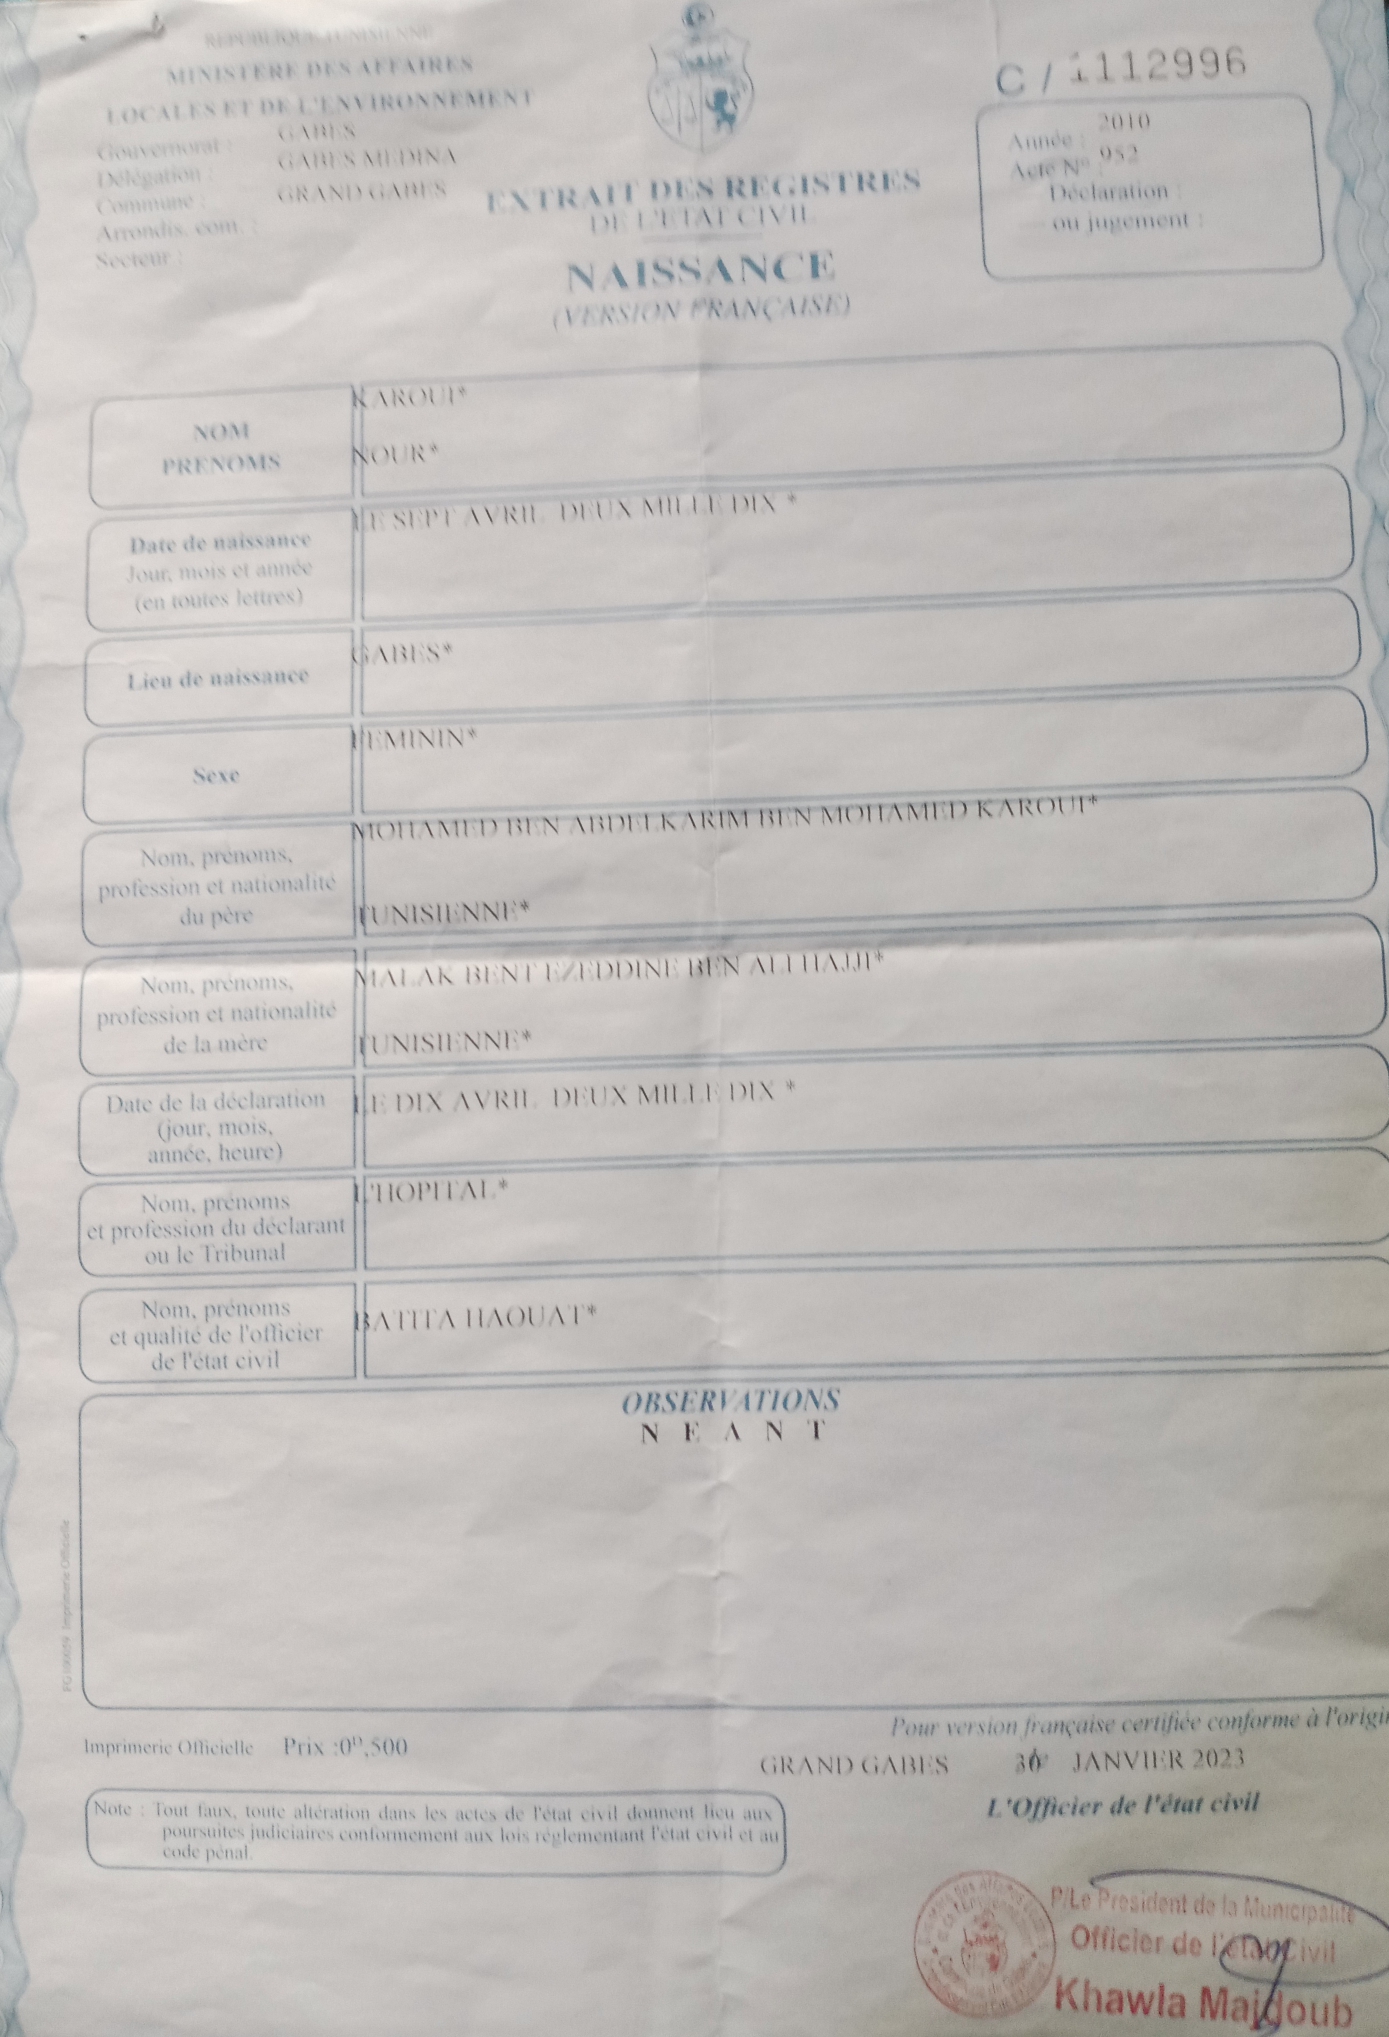 REPUBLIQUE TUNISIENNE
MINISTERE DES AFFAIRES
LOCALES ET DE L'ENVIRONNEMENT
Gouvernorat : GABES
Délégation : GABES MEDINA
Commune : GRAND GABES
Arrondis. com. :
Secteur :
EXTRAIT DES REGISTRES
DE L'ETAT CIVIL
NAISSANCE
(VERSION FRANÇAISE)
C / 1112996
Année : 2010
Acte N° : 952
Déclaration :
ou jugement :
NOM
PRENOMS
KAROUI*
NOUR*
Date de naissance
Jour, mois et année
(en toutes lettres)
LE SEPT AVRIL DEUX MILLE DIX *
Lieu de naissance
GABES*
Sexe
FEMININ*
Nom, prénoms,
profession et nationalité
du père
MOHAMED BEN ABDELKARIM BEN MOHAMED KAROUI*
TUNISIENNE*
Nom, prénoms,
profession et nationalité
de la mère
MALAK BENT EZEDDINE BEN ALI HAJJI*
TUNISIENNE*
Date de la déclaration
(jour, mois,
année, heure)
LE DIX AVRIL DEUX MILLE DIX *
Nom, prénoms
et profession du déclarant
ou le Tribunal
L'HOPITAL*
Nom, prénoms
et qualité de l'officier
de l'état civil
BATITA HAOUAT*
OBSERVATIONS
N E A N T
Imprimerie Officielle
Imprimerie Officielle Prix :0ᴰ,500
Pour version française certifiée conforme à l'origi
GRAND GABES JANVIER 2023
L'Officier de l'état civil
Note : Tout faux, toute altération dans les actes de l'état civil donnent lieu aux
poursuites judiciaires conformement aux lois réglementant l'état civil et au
code pénal.
P/Le President de la Municipalité
Officier de l'état Civil
Khawla Majdoub